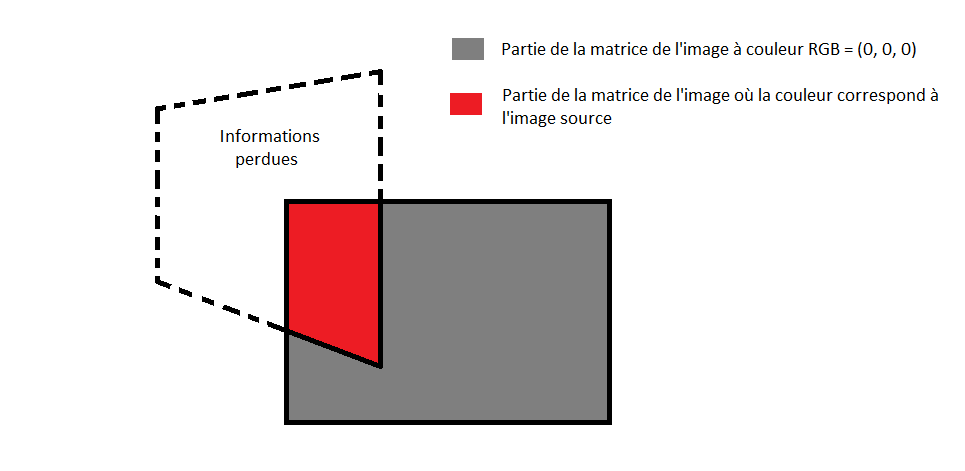 Partie de la matrice de l'image à couleur RGB = (0, 0, 0)
Partie de la matrice de l'image où la couleur correspond à
l'image source
Informations
perdues